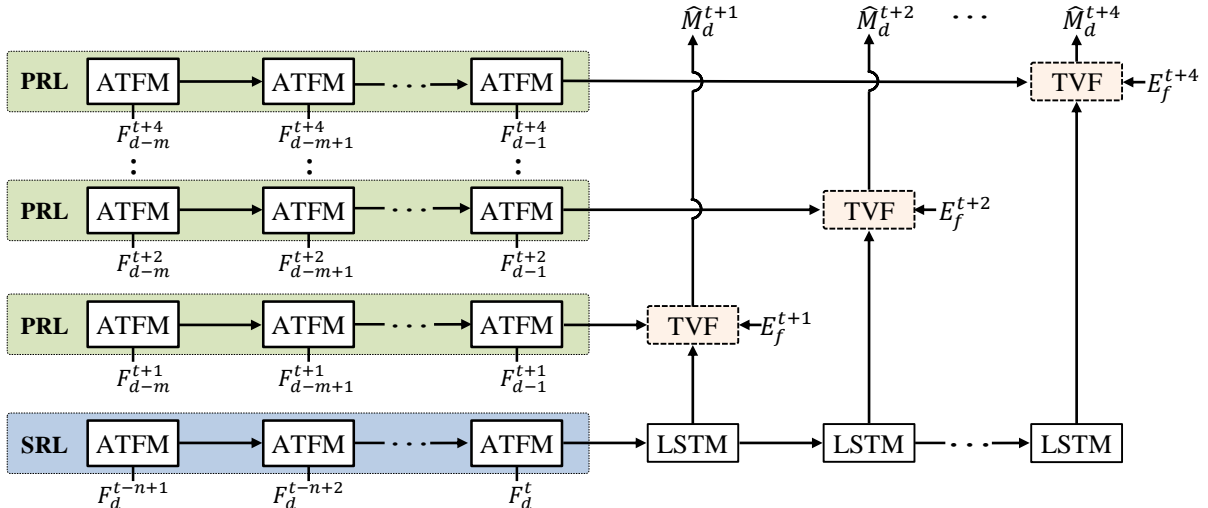 $\widehat{M}_d^{t+1}$ $\widehat{M}_d^{t+2}$ · · · $\widehat{M}_d^{t+4}$
PRL ATFM ATFM · · · ATFM TVF $E_f^{t+4}$
$F_{d-m}^{t+4}$ $F_{d-m+1}^{t+4}$ $F_{d-1}^{t+4}$
PRL ATFM ATFM · · · ATFM TVF $E_f^{t+2}$
$F_{d-m}^{t+2}$ $F_{d-m+1}^{t+2}$ $F_{d-1}^{t+2}$
PRL ATFM ATFM · · · ATFM TVF $E_f^{t+1}$
$F_{d-m}^{t+1}$ $F_{d-m+1}^{t+1}$ $F_{d-1}^{t+1}$
SRL ATFM ATFM · · · ATFM LSTM LSTM · · · LSTM
$F_d^{t-n+1}$ $F_d^{t-n+2}$ $F_d^t$